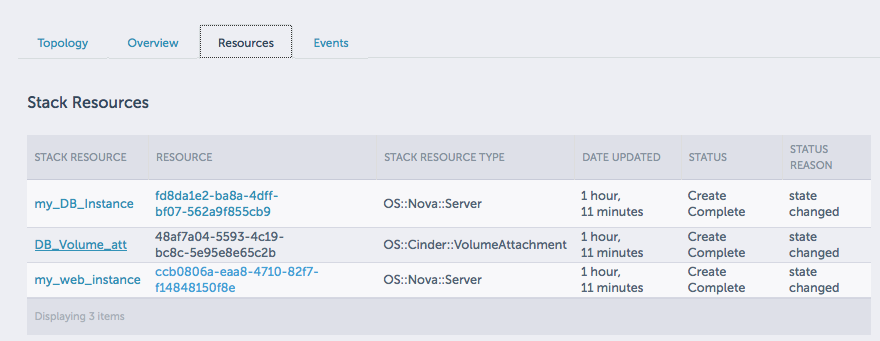 Topology Overview Resources Events
Stack Resources
STACK RESOURCE RESOURCE STACK RESOURCE TYPE DATE UPDATED STATUS STATUS REASON
my_DB_Instance fd8da1e2-ba8a-4dff- OS::Nova::Server 1 hour, Create state
bf07-562a9f855cb9 11 minutes Complete changed
DB_Volume_att 48af7a04-5593-4c19- OS::Cinder::VolumeAttachment 1 hour, Create state
bc8c-5e95e8e65c2b 11 minutes Complete changed
my_web_instance ccb0806a-eaa8-4710-82f7- OS::Nova::Server 1 hour, Create state
f14848150f8e 11 minutes Complete changed
Displaying 3 items